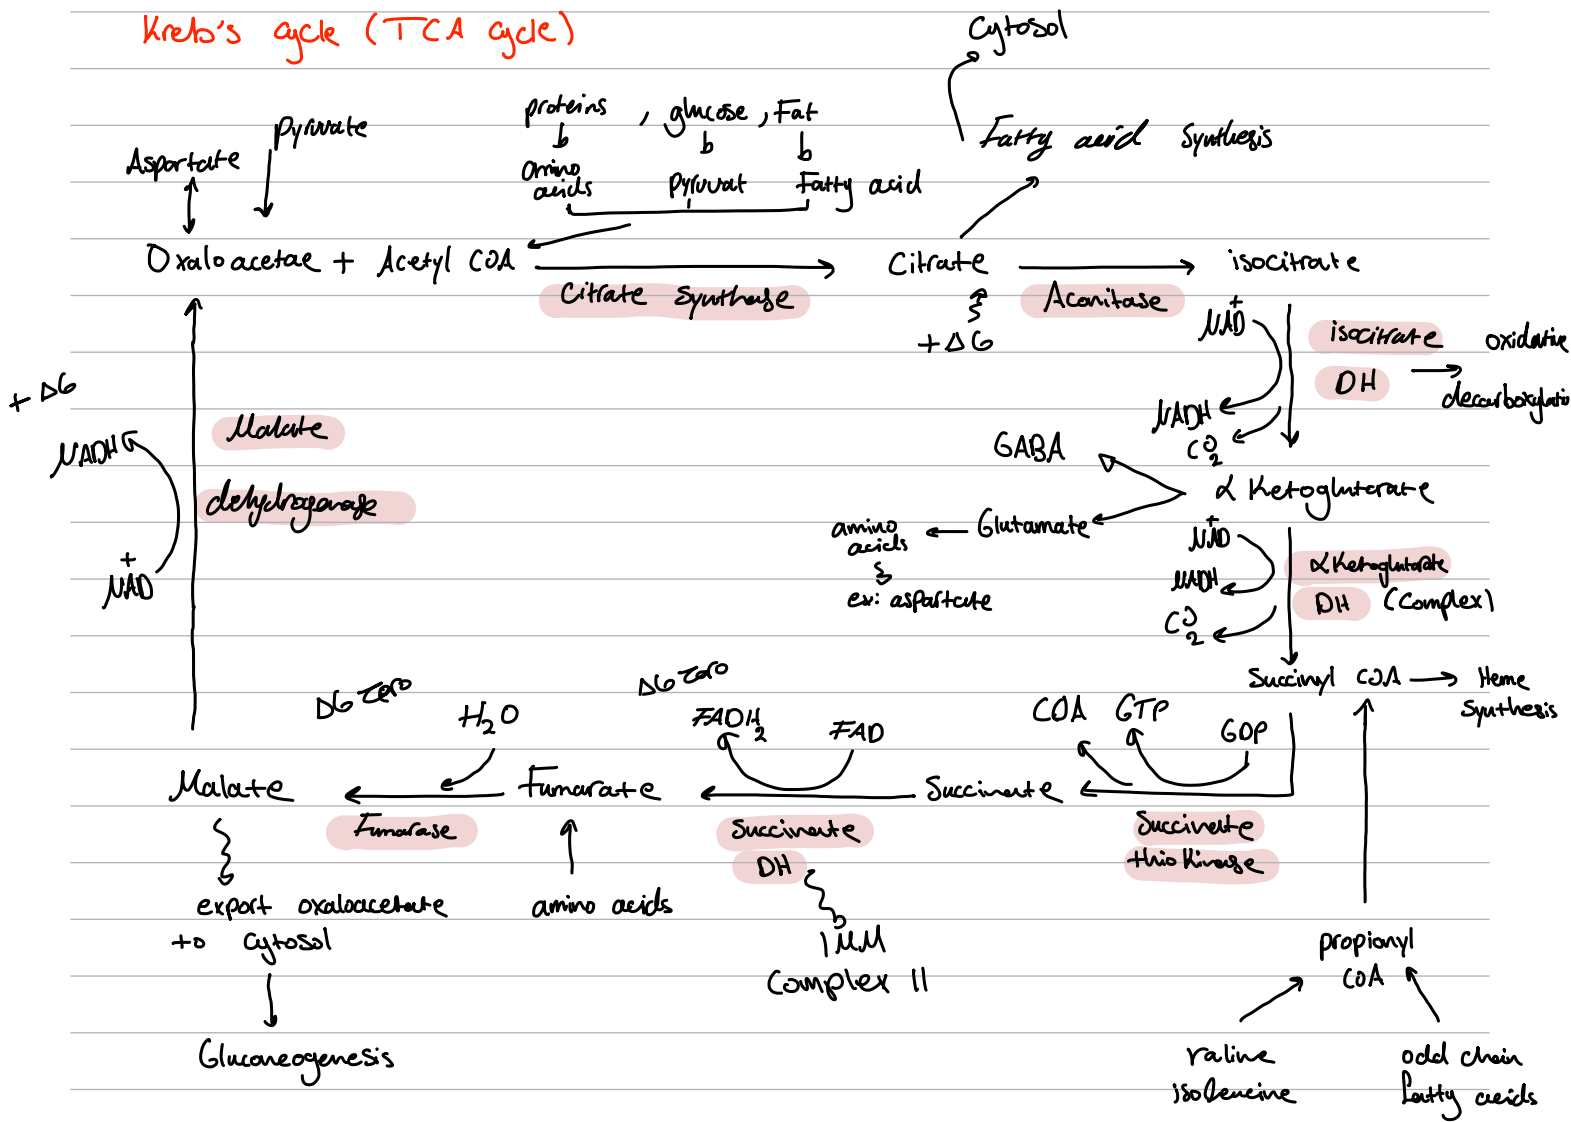 Kreb's cycle (TCA cycle)
Cytosol
proteins , glucose , Fat
Pyruvate
Fatty acid synthesis
Aspartate
amino
acids
Pyruvat
Fatty acid
Oxaloacetae + Acetyl COA
Citrate
isocitrate
Citrate synthase
Aconitase
+ ΔG
NAD+
isocitrate
DH
oxidative
decarboxylatio
NADH
CO2
+ ΔG
NADH
Malate
dehydrogenase
NAD+
GABA
α Ketoglutarate
Glutamate
amino
acids
ex: aspartate
NAD+
NADH
CO2
α Ketoglutarate
DH (Complex)
Succinyl COA
Heme
synthesis
ΔG zero
H2O
ΔG zero
FADH2
FAD
COA
GTP
GDP
Malate
Fumarate
Succinate
Fumarase
Succinate
DH
Succinate
thiokinase
export oxaloacetate
to cytosol
amino acids
IMM
Complex II
propionyl
COA
Gluconeogenesis
valine
isoleucine
odd chain
fatty acids